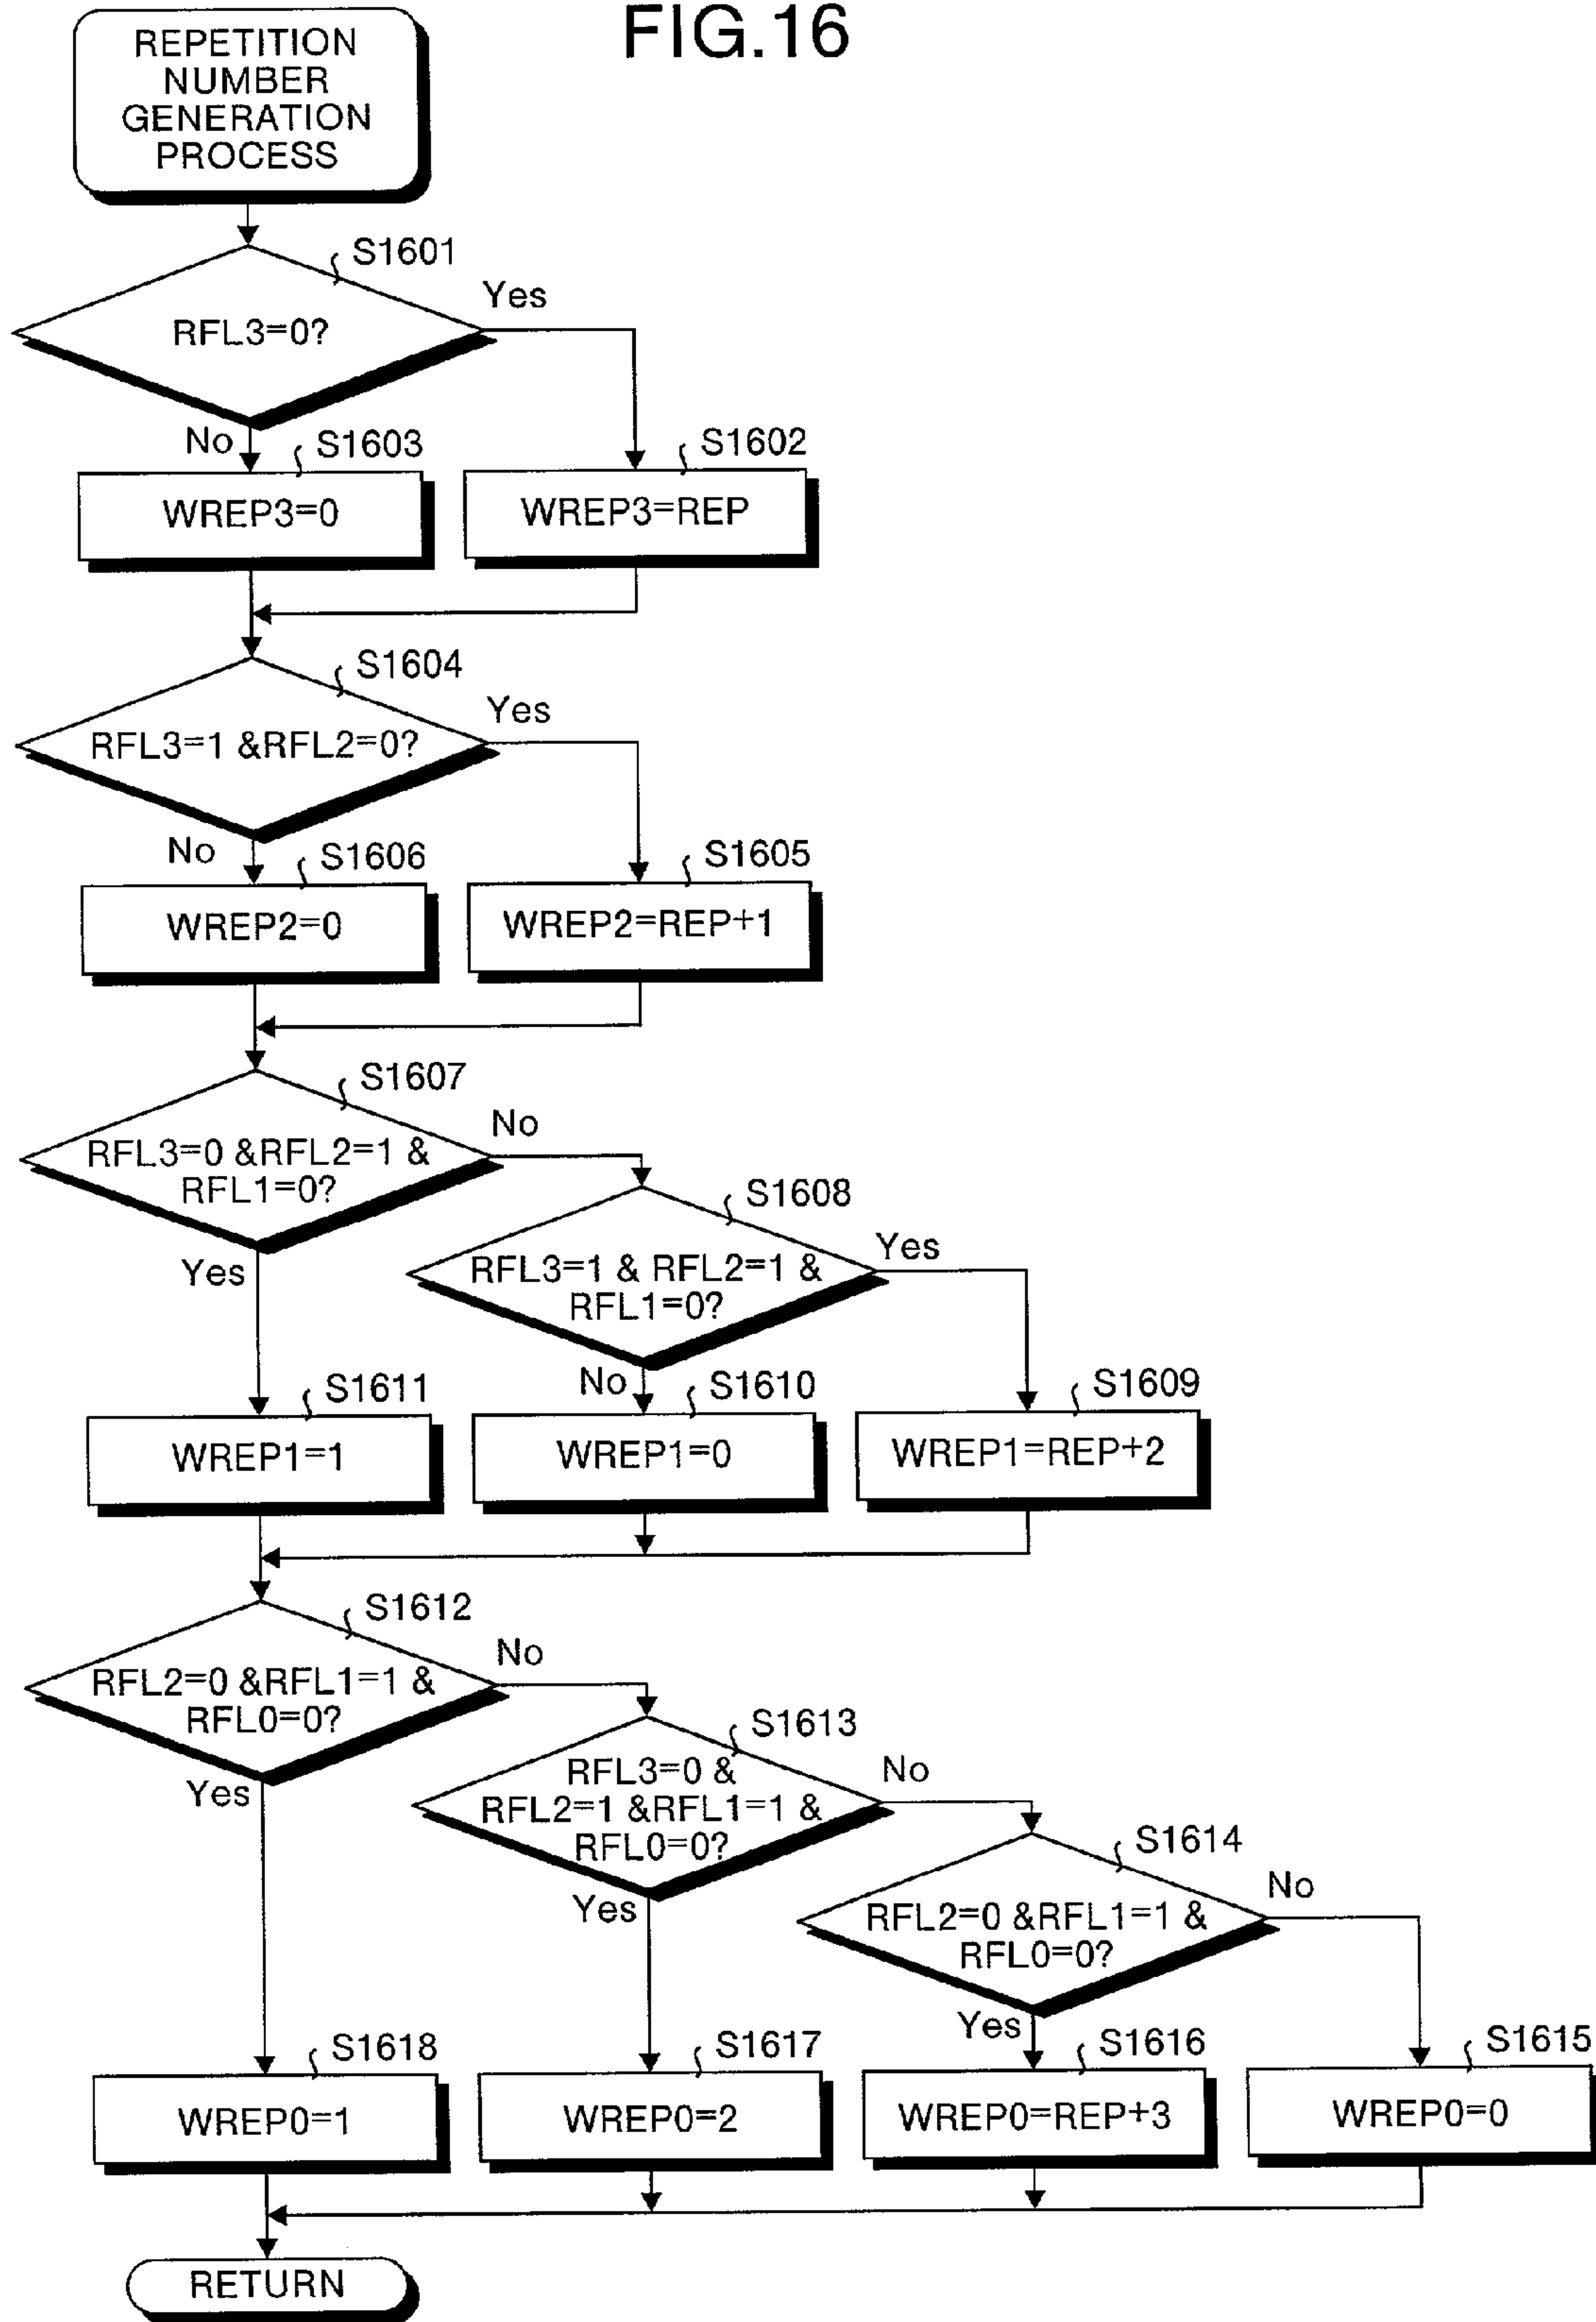 FIG.16
REPETITION
NUMBER
GENERATION
PROCESS
S1601
RFL3=0?
Yes
No
S1603
WREP3=0
S1602
WREP3=REP
S1604
RFL3=1 &RFL2=0?
Yes
No
S1606
WREP2=0
S1605
WREP2=REP+1
S1607
RFL3=0 &RFL2=1 &
RFL1=0?
No
Yes
S1608
RFL3=1 & RFL2=1 &
RFL1=0?
Yes
No
S1611
WREP1=1
S1610
WREP1=0
S1609
WREP1=REP+2
S1612
RFL2=0 &RFL1=1 &
RFL0=0?
No
Yes
S1613
RFL3=0 &
RFL2=1 &RFL1=1 &
RFL0=0?
No
Yes
S1614
RFL2=0 &RFL1=1 &
RFL0=0?
No
Yes
S1618
WREP0=1
S1617
WREP0=2
S1616
WREP0=REP+3
S1615
WREP0=0
RETURN